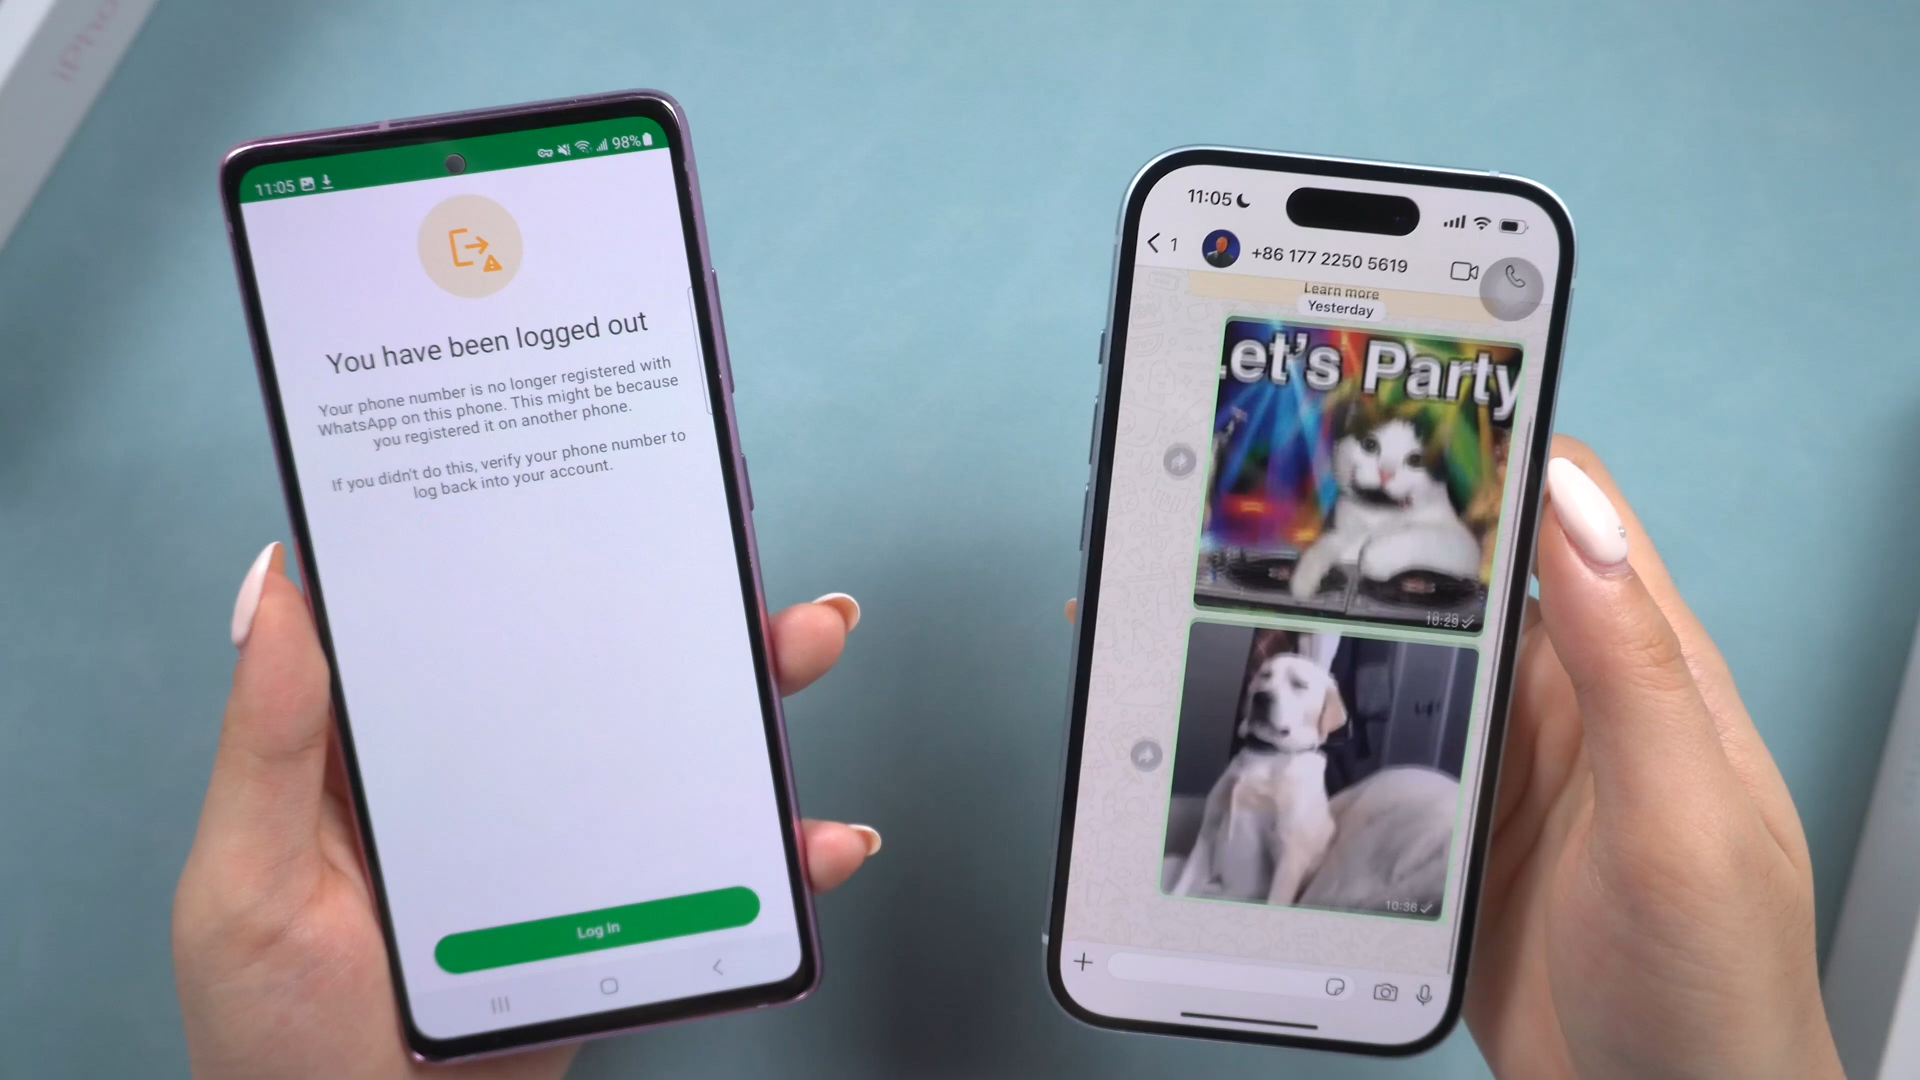 iPho
11:05
98%
You have been logged out
Your phone number is no longer registered with
WhatsApp on this phone. This might be because
you registered it on another phone.
If you didn't do this, verify your phone number to
log back into your account.
Log In
11:05
1
+86 177 2250 5619
Learn more
Yesterday
Let's Party
10:29
10:36